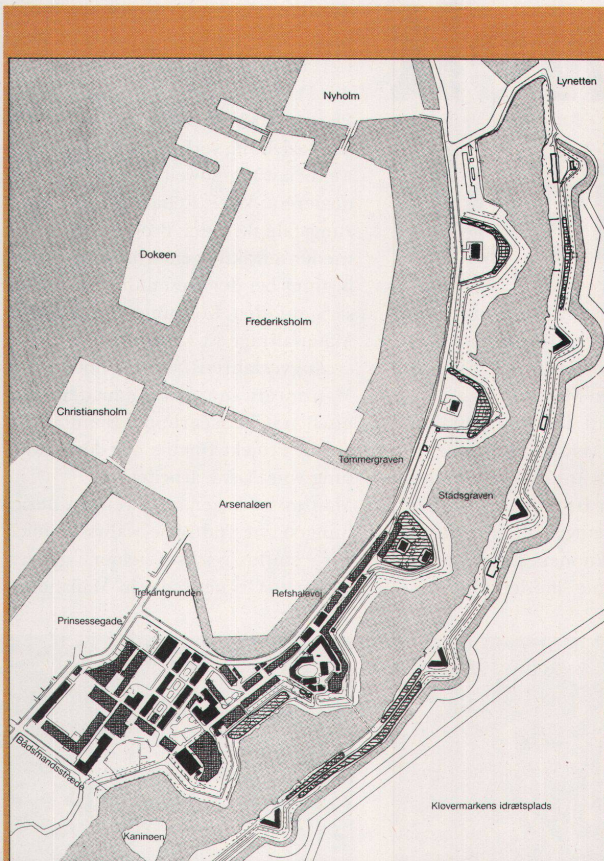 Lynetten
Nyholm
Dokøen
Frederiksholm
Christiansholm
Tømmergraven
Stadsgraven
Arsenaløen
Trekantgrunden
Refshalevej
Prinsessegade
Bådsmandsstræde
Kløvermarkens idrætsplads
Kaninøen